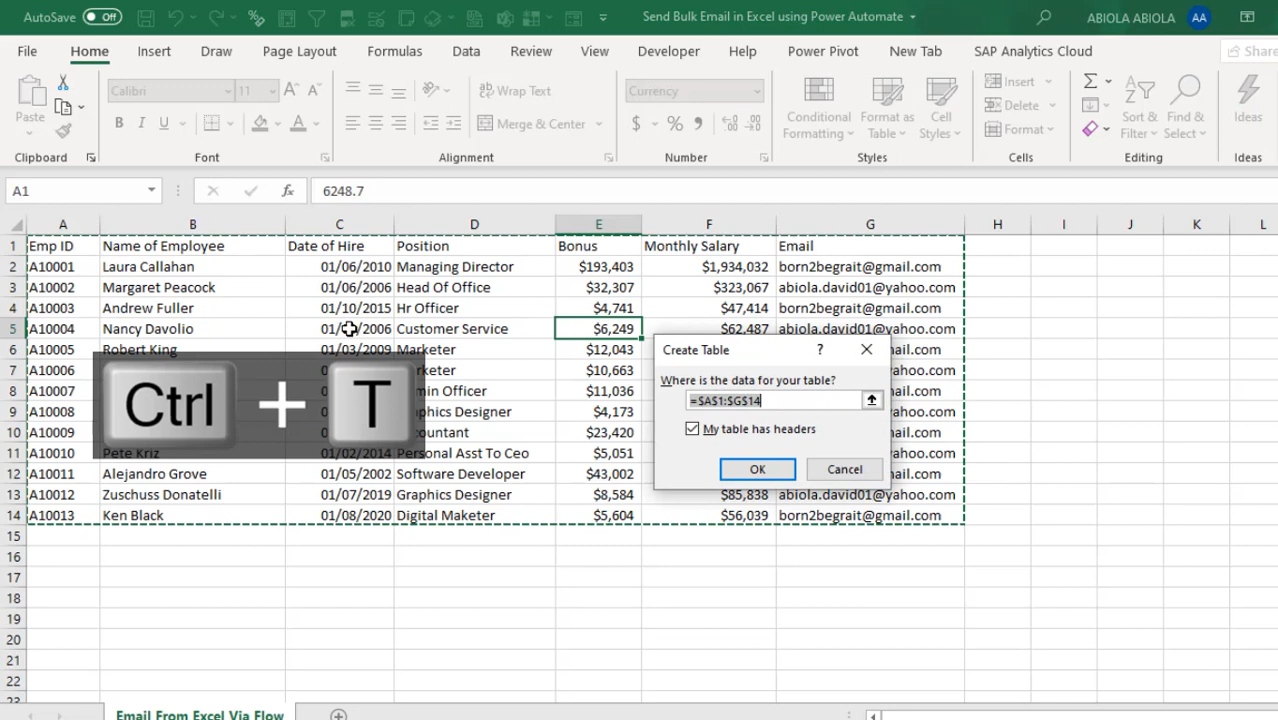 AutoSave Off Send Bulk Email in Excel using Power Automate ABIOLA ABIOLA AA
File Home Insert Draw Page Layout Formulas Data Review View Developer Help Power Pivot New Tab SAP Analytics Cloud Share
Paste Calibri 11 Wrap Text Currency Conditional Formatting Format as Table Cell Styles Insert Sort & Filter Find & Select Ideas
B I U Merge & Center $ % Delete
Format
Clipboard Font Alignment Number Styles Cells Editing Ideas
A1 fx 6248.7
A B C D E F G H I J K L
1 Emp ID Name of Employee Date of Hire Position Bonus Monthly Salary Email
2 A10001 Laura Callahan 01/06/2010 Managing Director $193,403 $1,934,032 born2begrait@gmail.com
3 A10002 Margaret Peacock 01/06/2006 Head Of Office $32,307 $323,067 abiola.david01@yahoo.com
4 A10003 Andrew Fuller 01/10/2015 Hr Officer $4,741 $47,414 born2begrait@gmail.com
5 A10004 Nancy Davolio 01/ /2006 Customer Service $6,249 $62,487 abiola.david01@yahoo.com
6 A10005 Robert King 01/03/2009 Marketer $12,043
7 A10006 $10,663
8 A10007 $11,036
9 A10008 Designer $4,173
10 A10009 $23,420
11 A10010 Pete Kriz 01/02/2014 Personal Asst To Ceo $5,051
12 A10011 Alejandro Grove 01/05/2002 Software Developer $43,002
13 A10012 Zuschuss Donatelli 01/07/2019 Graphics Designer $8,584 $85,838 abiola.david01@yahoo.com
14 A10013 Ken Black 01/08/2020 Digital Maketer $5,604 $56,039 born2begrait@gmail.com
15
16
17
18
19
20
21
22
23
Ctrl + T
Create Table ?
Where is the data for your table?
=$A$1:$G$14
My table has headers
OK Cancel
Email From Excel Via Flow